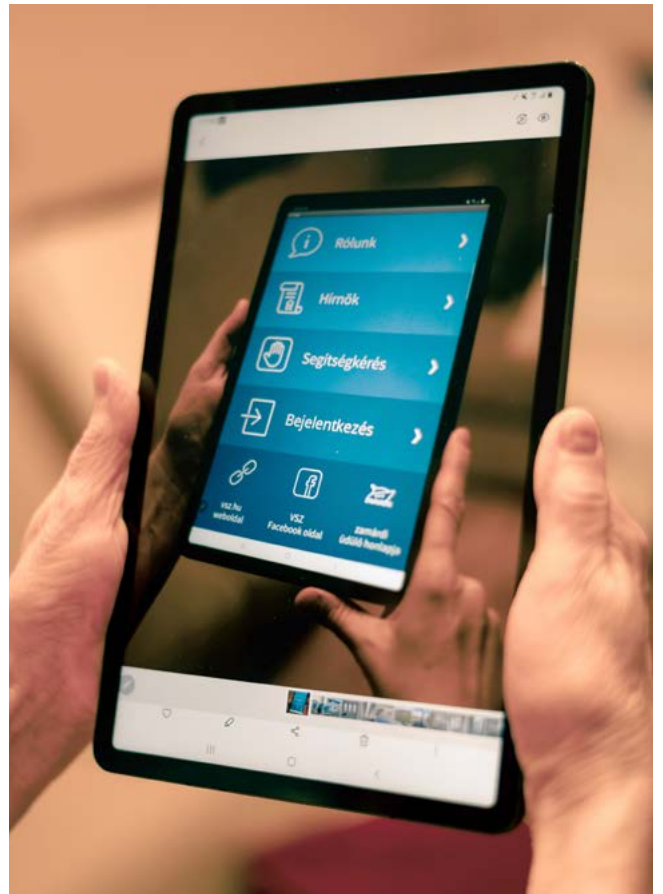 Rólunk
Hírnök
Segítségkérés
Bejelentkezés
vsz.hu
weboldal
VSZ
Facebook oldal
zamárdi
üdülő honlapja